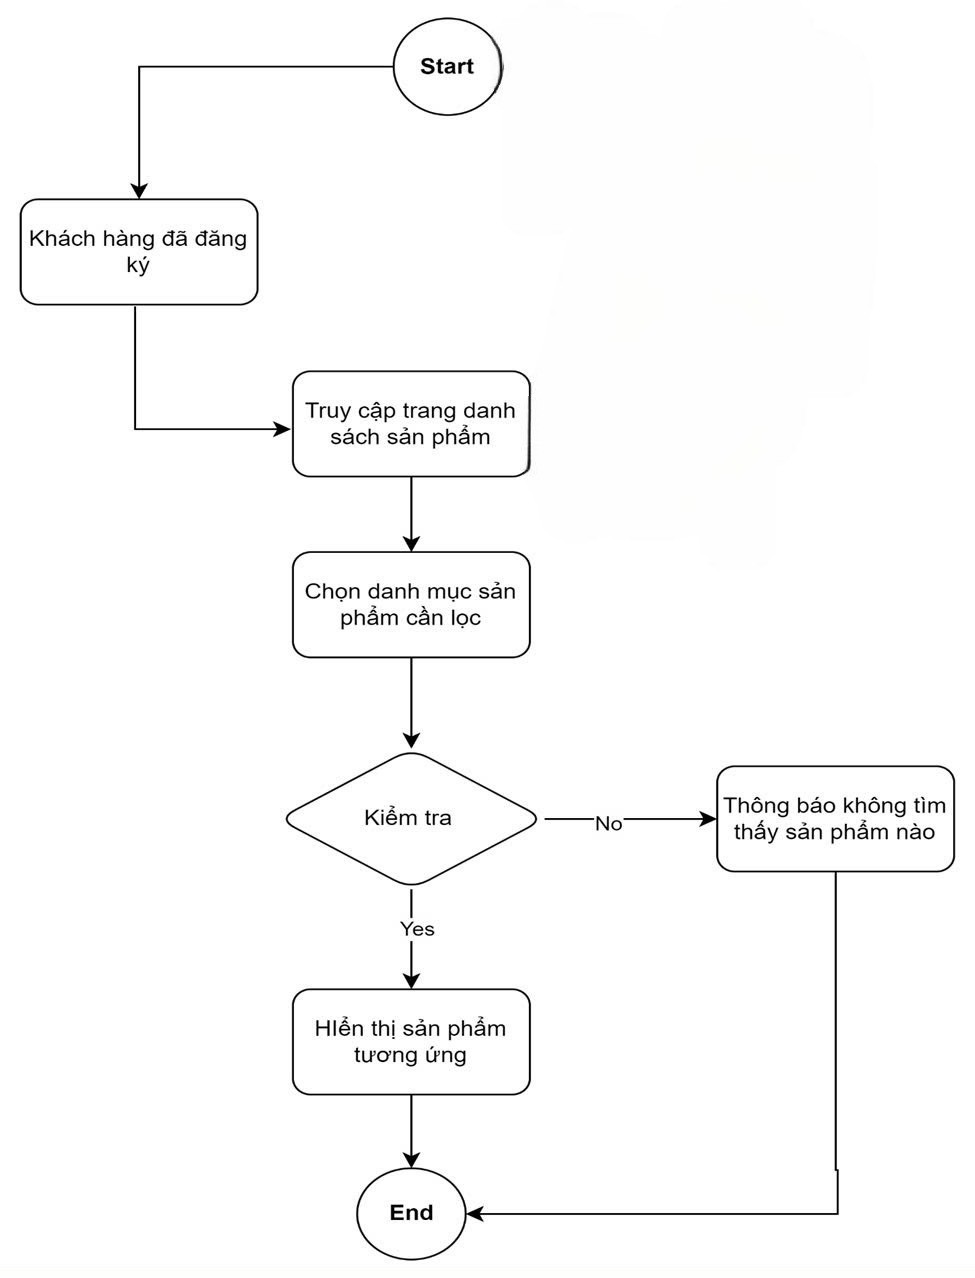 Start
Khách hàng đã đăng
ký
Truy cập trang danh
sách sản phẩm
Chọn danh mục sản
phẩm cần lọc
Kiểm tra
No
Thông báo không tìm
thấy sản phẩm nào
Yes
HIển thị sản phẩm
tương ứng
End